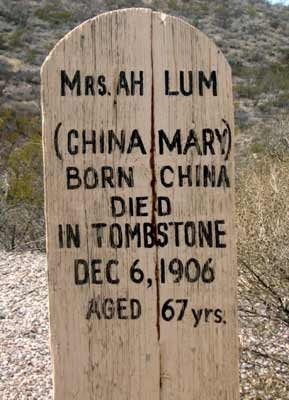 MRS. AH LUM
(CHINA MARY)
BORN CHINA
DIED
IN TOMBSTONE
DEC 6, 1906
AGED 67 yrs.